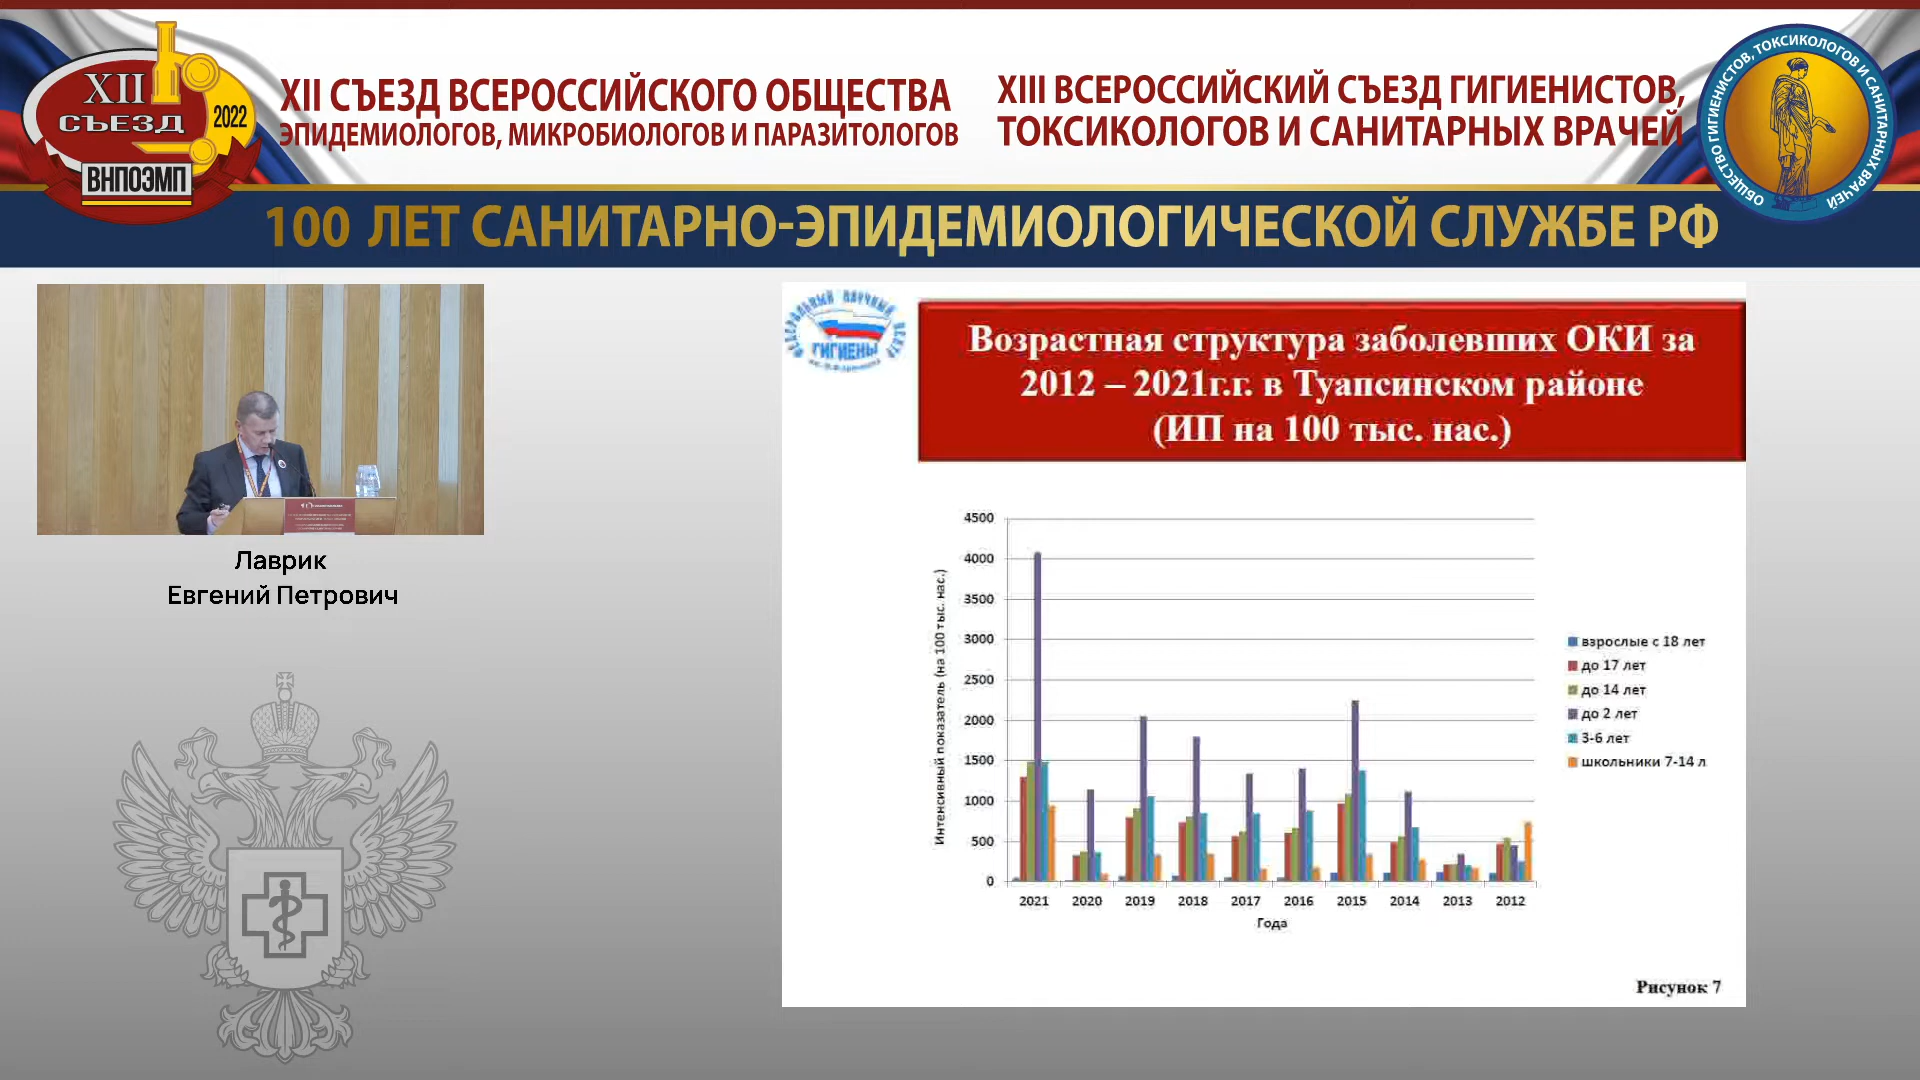 XII
СЪЕЗД
2022
ВНПОЭМП
XII СЪЕЗД ВСЕРОССИЙСКОГО ОБЩЕСТВА
ЭПИДЕМИОЛОГОВ, МИКРОБИОЛОГОВ И ПАРАЗИТОЛОГОВ
XIII ВСЕРОССИЙСКИЙ СЪЕЗД ГИГИЕНИСТОВ,
ТОКСИКОЛОГОВ И САНИТАРНЫХ ВРАЧЕЙ
ОБЩЕСТВО ГИГИЕНИСТОВ, ТОКСИКОЛОГОВ И САНИТАРНЫХ ВРАЧЕЙ
100 ЛЕТ САНИТАРНО-ЭПИДЕМИОЛОГИЧЕСКОЙ СЛУЖБЕ РФ
Лаврик
Евгений Петрович
ФЕДЕРАЛЬНЫЙ НАУЧНЫЙ ЦЕНТР
ГИГИЕНЫ
Возрастная структура заболевших ОКИ за
2012 – 2021г.г. в Туапсинском районе
(ИП на 100 тыс. нас.)
Интенсивный показатель (на 100 тыс. нас.)
4500
4000
3500
3000
2500
2000
1500
1000
500
0
2021 2020 2019 2018 2017 2016 2015 2014 2013 2012
Года
взрослые с 18 лет
до 17 лет
до 14 лет
до 2 лет
3-6 лет
школьники 7-14 л
Рисунок 7